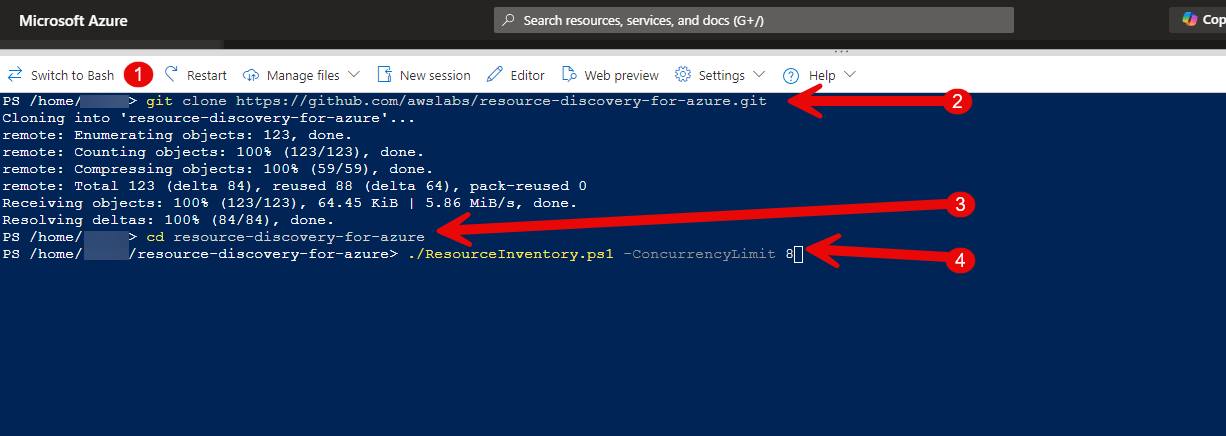 Microsoft Azure
Search resources, services, and docs (G+/)
Cop
Switch to Bash 1 Restart Manage files New session Editor Web preview Settings Help
PS /home/ > git clone https://github.com/awslabs/resource-discovery-for-azure.git 2
Cloning into 'resource-discovery-for-azure'...
remote: Enumerating objects: 123, done.
remote: Counting objects: 100% (123/123), done.
remote: Compressing objects: 100% (59/59), done.
remote: Total 123 (delta 84), reused 88 (delta 64), pack-reused 0
Receiving objects: 100% (123/123), 64.45 KiB | 5.86 MiB/s, done.
3
Resolving deltas: 100% (84/84), done.
PS /home/ > cd resource-discovery-for-azure
PS /home/ /resource-discovery-for-azure> ./ResourceInventory.ps1 -ConcurrencyLimit 8 4